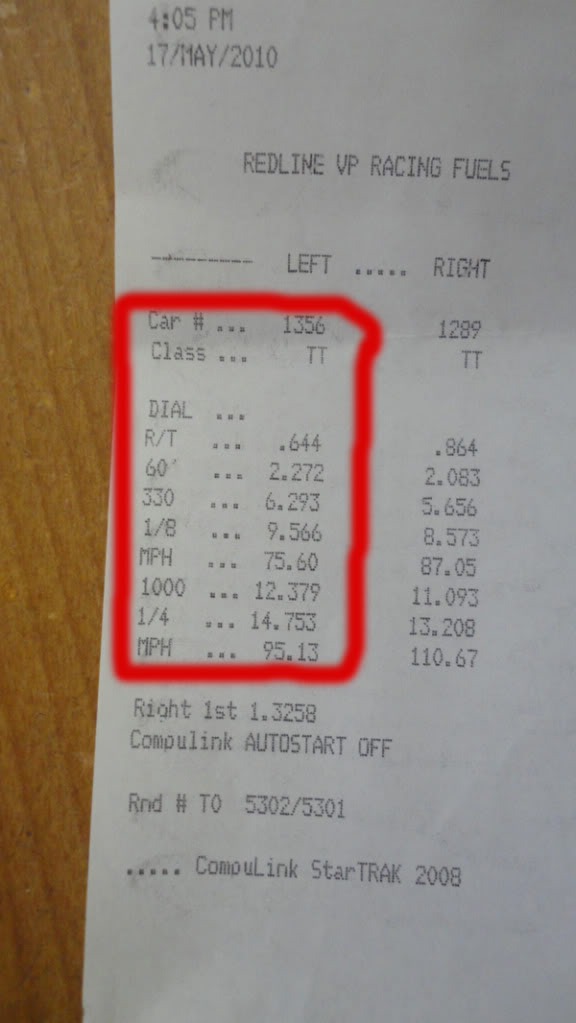 4:05 PM
17/MAY/2010
REDLINE VP RACING FUELS
--------- LEFT ..... RIGHT
Car # ... 1356 1289
Class ... TT TT
DIAL ...
R/T ... .644 .864
60' ... 2.272 2.083
330 ... 6.293 5.656
1/8 ... 9.566 8.573
MPH ... 75.60 87.05
1000 ... 12.379 11.093
1/4 ... 14.753 13.208
MPH ... 95.13 110.67
Right 1st 1.3258
Compulink AUTOSTART OFF
Rnd # TO 5302/5301
..... CompuLink StarTRAK 2008